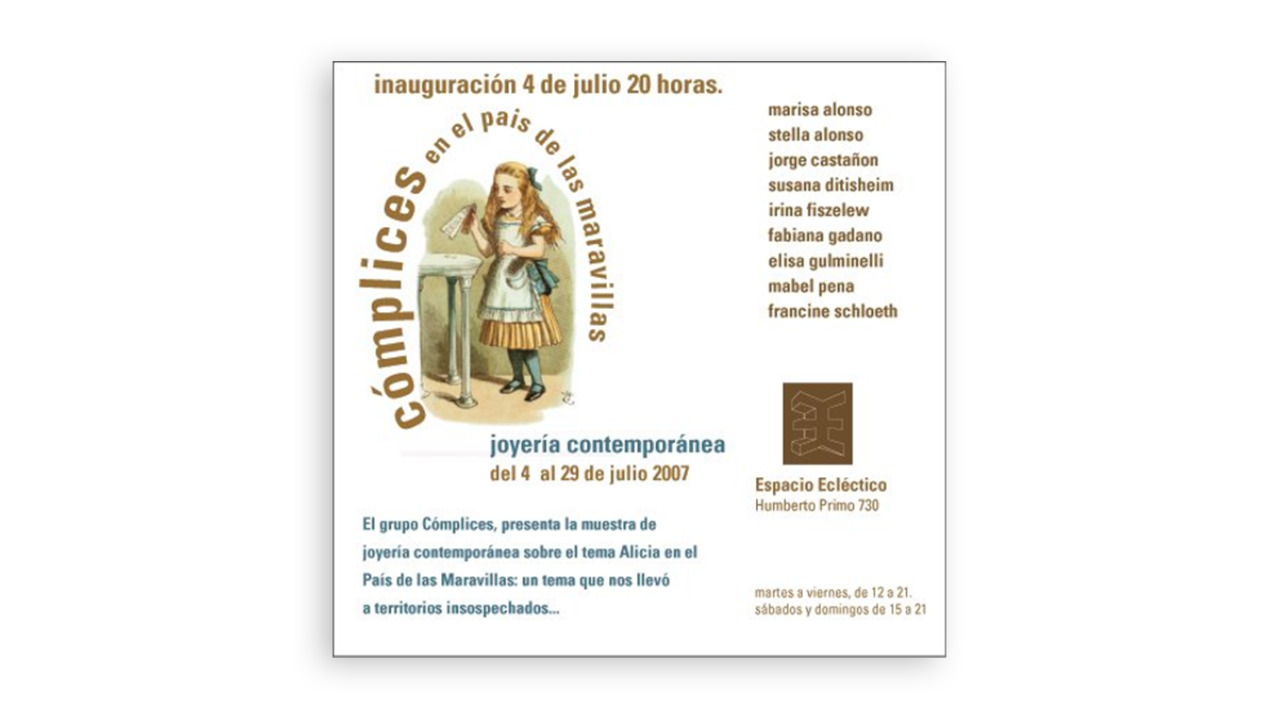 inauguración 4 de julio 20 horas.
cómplices en el pais de las maravillas
joyería contemporánea
del 4 al 29 de julio 2007
El grupo Cómplices, presenta la muestra de
joyería contemporánea sobre el tema Alicia en el
País de las Maravillas: un tema que nos llevó
a territorios insospechados...
marisa alonso
stella alonso
jorge castañon
susana ditisheim
irina fiszelew
fabiana gadano
elisa gulminelli
mabel pena
francine schloeth
Espacio Ecléctico
Humberto Primo 730
martes a viernes, de 12 a 21.
sábados y domingos de 15 a 21